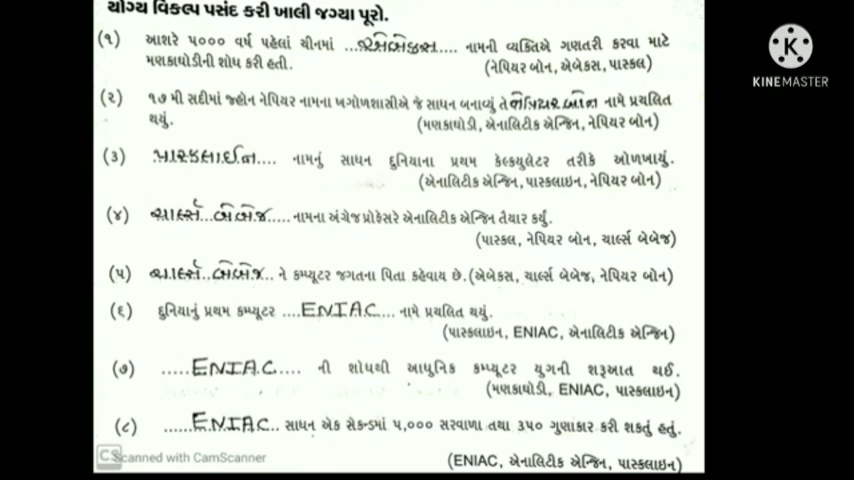 યોગ્ય વિકલ્પ પસંદ કરી ખાલી જગ્યા પૂરો.
(૧) આશરે ૫૦૦૦ વર્ષ પહેલાં ચીનમાં ...એબેકસ.... નામની વ્યક્તિએ ગણતરી કરવા માટે
મણકાઘોડીની શોધ કરી હતી. (નેપિયર બોન, એબેકસ, પાસ્કલ)
(૨) ૧૭ મી સદીમાં જ્હોન નેપિયર નામના ખગોળશાસ્ત્રીએ જે સાધન બનાવ્યું તે નેપિયર બોન નામે પ્રચલિત
થયું. (મણકાઘોડી, એનાલિટીક એન્જિન, નેપિયર બોન)
(૩) પાસ્કલાઈન.... નામનું સાધન દુનિયાના પ્રથમ કેલ્ક્યુલેટર તરીકે ઓળખાયું.
(એનાલિટીક એન્જિન, પાસ્કલાઇન, નેપિયર બોન)
(૪) ચાર્લ્સ...બેબેજ..... નામના અંગ્રેજ પ્રોફેસરે એનાલિટીક એન્જિન તૈયાર કર્યું.
(પાસ્કલ, નેપિયર બોન, ચાર્લ્સ બેબેજ)
(૫) ચાર્લ્સ..બેબેજ.. ને કમ્પ્યૂટર જગતના પિતા કહેવાય છે.(એબેકસ, ચાર્લ્સ બેબેજ, નેપિયર બોન)
(૬) દુનિયાનું પ્રથમ કમ્પ્યૂટર ....ENIAC.... નામે પ્રચલિત થયું.
(પાસ્કલાઇન, ENIAC, એનાલિટીક એન્જિન)
(૭) .....ENIAC..... ની શોધથી આધુનિક કમ્પ્યૂટર યુગની શરૂઆત થઈ.
(મણકાઘોડી, ENIAC, પાસ્કલાઇન)
(૮) ......ENIAC.. સાધન એક સેકન્ડમાં ૫,૦૦૦ સરવાળા તથા ૩૫૦ ગુણાકાર કરી શકતું હતું.
(ENIAC, એનાલિટીક એન્જિન, પાસ્કલાઇન)
CS Scanned with CamScanner
K
KINEMASTER